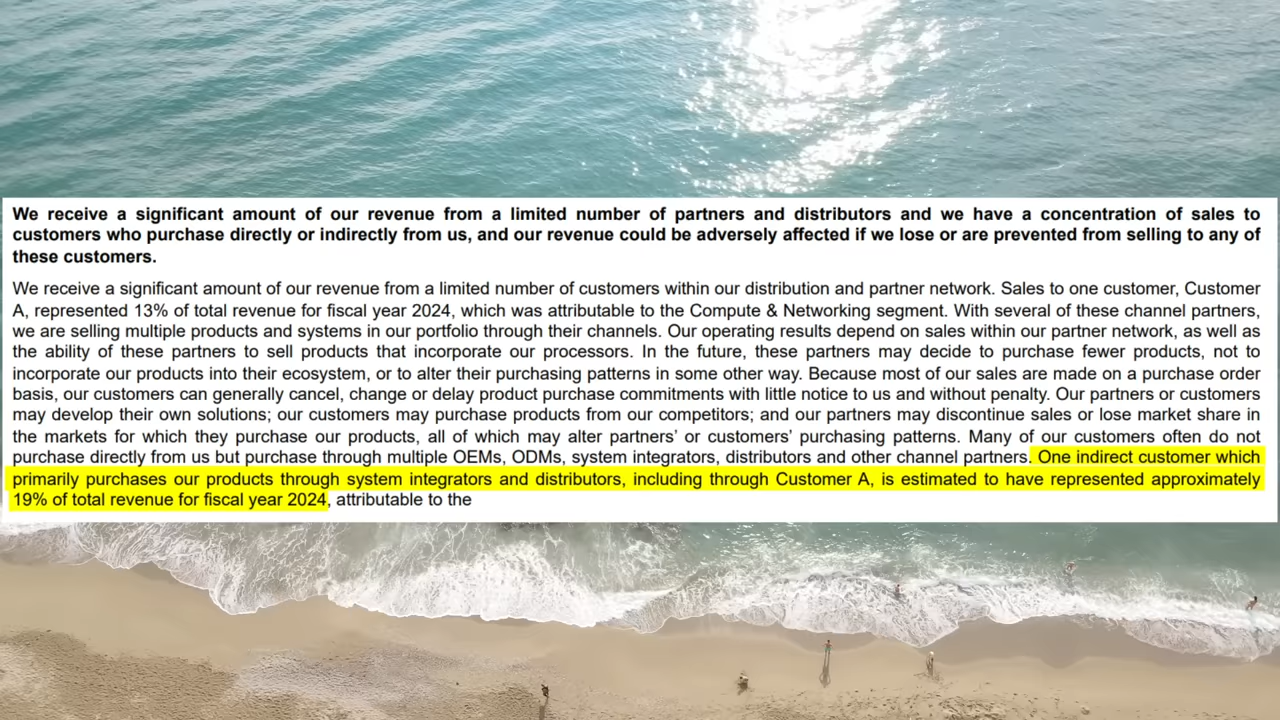 We receive a significant amount of our revenue from a limited number of partners and distributors and we have a concentration of sales to
customers who purchase directly or indirectly from us, and our revenue could be adversely affected if we lose or are prevented from selling to any of
these customers.
We receive a significant amount of our revenue from a limited number of customers within our distribution and partner network. Sales to one customer, Customer
A, represented 13% of total revenue for fiscal year 2024, which was attributable to the Compute & Networking segment. With several of these channel partners,
we are selling multiple products and systems in our portfolio through their channels. Our operating results depend on sales within our partner network, as well as
the ability of these partners to sell products that incorporate our processors. In the future, these partners may decide to purchase fewer products, not to
incorporate our products into their ecosystem, or to alter their purchasing patterns in some other way. Because most of our sales are made on a purchase order
basis, our customers can generally cancel, change or delay product purchase commitments with little notice to us and without penalty. Our partners or customers
may develop their own solutions; our customers may purchase products from our competitors; and our partners may discontinue sales or lose market share in
the markets for which they purchase our products, all of which may alter partners’ or customers’ purchasing patterns. Many of our customers often do not
purchase directly from us but purchase through multiple OEMs, ODMs, system integrators, distributors and other channel partners. One indirect customer which
primarily purchases our products through system integrators and distributors, including through Customer A, is estimated to have represented approximately
19% of total revenue for fiscal year 2024, attributable to the